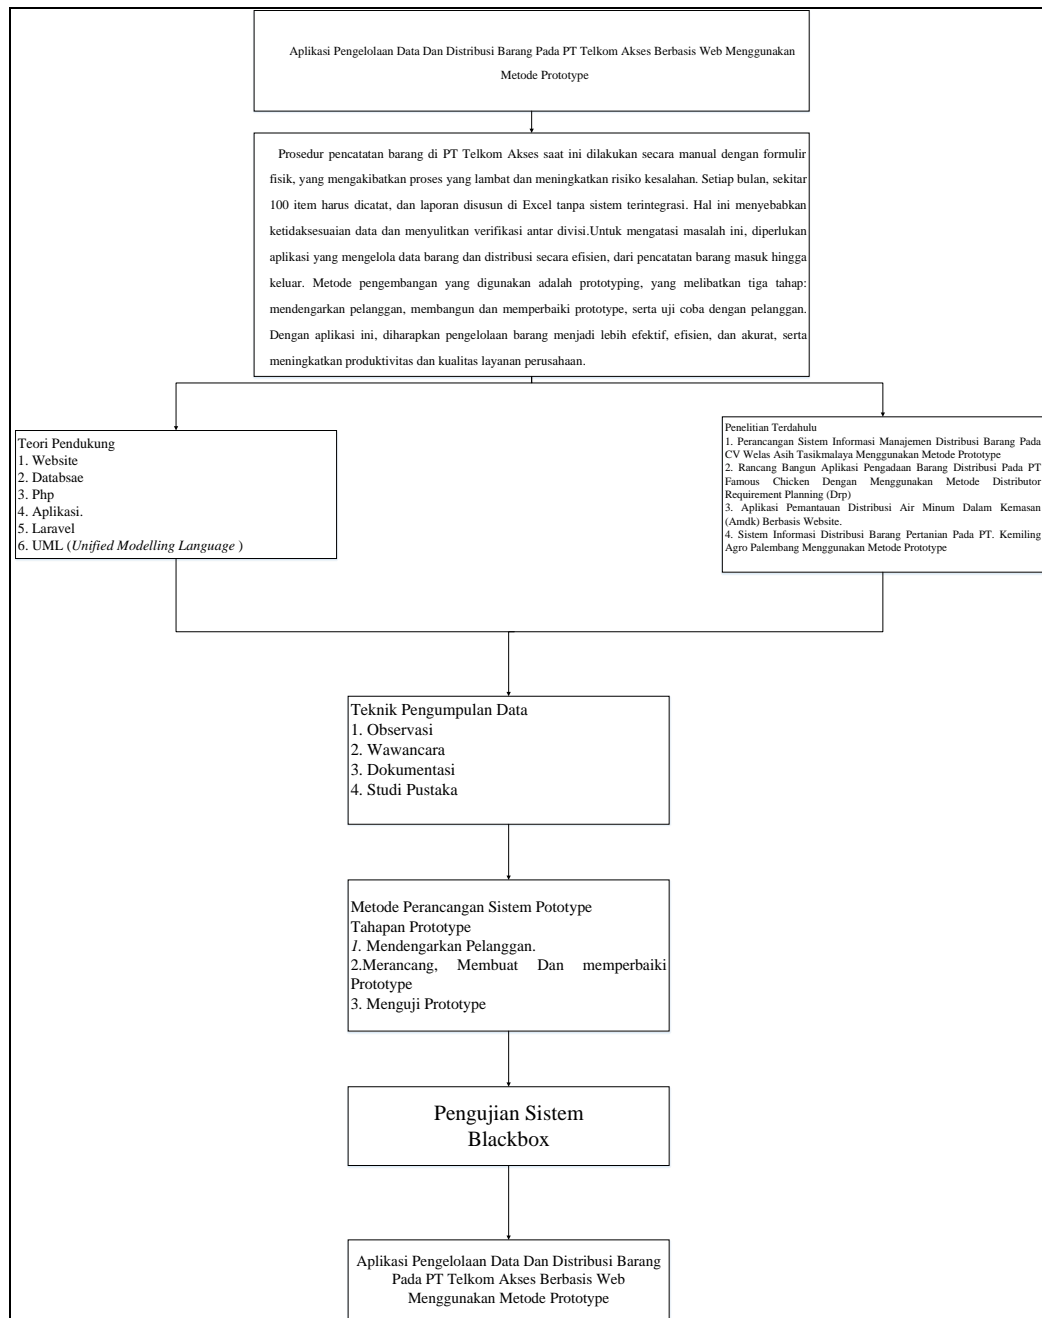 Aplikasi Pengelolaan Data Dan Distribusi Barang Pada PT Telkom Akses Berbasis Web Menggunakan
Metode Prototype
Prosedur pencatatan barang di PT Telkom Akses saat ini dilakukan secara manual dengan formulir
fisik, yang mengakibatkan proses yang lambat dan meningkatkan risiko kesalahan. Setiap bulan, sekitar
100 item harus dicatat, dan laporan disusun di Excel tanpa sistem terintegrasi. Hal ini menyebabkan
ketidaksesuaian data dan menyulitkan verifikasi antar divisi.Untuk mengatasi masalah ini, diperlukan
aplikasi yang mengelola data barang dan distribusi secara efisien, dari pencatatan barang masuk hingga
keluar. Metode pengembangan yang digunakan adalah prototyping, yang melibatkan tiga tahap:
mendengarkan pelanggan, membangun dan memperbaiki prototype, serta uji coba dengan pelanggan.
Dengan aplikasi ini, diharapkan pengelolaan barang menjadi lebih efektif, efisien, dan akurat, serta
meningkatkan produktivitas dan kualitas layanan perusahaan.
Teori Pendukung
1. Website
2. Databsae
3. Php
4. Aplikasi.
5. Laravel
6. UML (Unified Modelling Language )
Penelitian Terdahulu
1. Perancangan Sistem Informasi Manajemen Distribusi Barang Pada
CV Welas Asih Tasikmalaya Menggunakan Metode Prototype
2. Rancang Bangun Aplikasi Pengadaan Barang Distribusi Pada PT
Famous Chicken Dengan Menggunakan Metode Distributor
Requirement Planning (Drp)
3. Aplikasi Pemantauan Distribusi Air Minum Dalam Kemasan
(Amdk) Berbasis Website.
4. Sistem Informasi Distribusi Barang Pertanian Pada PT. Kemiling
Agro Palembang Menggunakan Metode Prototype
Teknik Pengumpulan Data
1. Observasi
2. Wawancara
3. Dokumentasi
4. Studi Pustaka
Metode Perancangan Sistem Pototype
Tahapan Prototype
1. Mendengarkan Pelanggan.
2.Merancang, Membuat Dan memperbaiki
Prototype
3. Menguji Prototype
Pengujian Sistem
Blackbox
Aplikasi Pengelolaan Data Dan Distribusi Barang
Pada PT Telkom Akses Berbasis Web
Menggunakan Metode Prototype